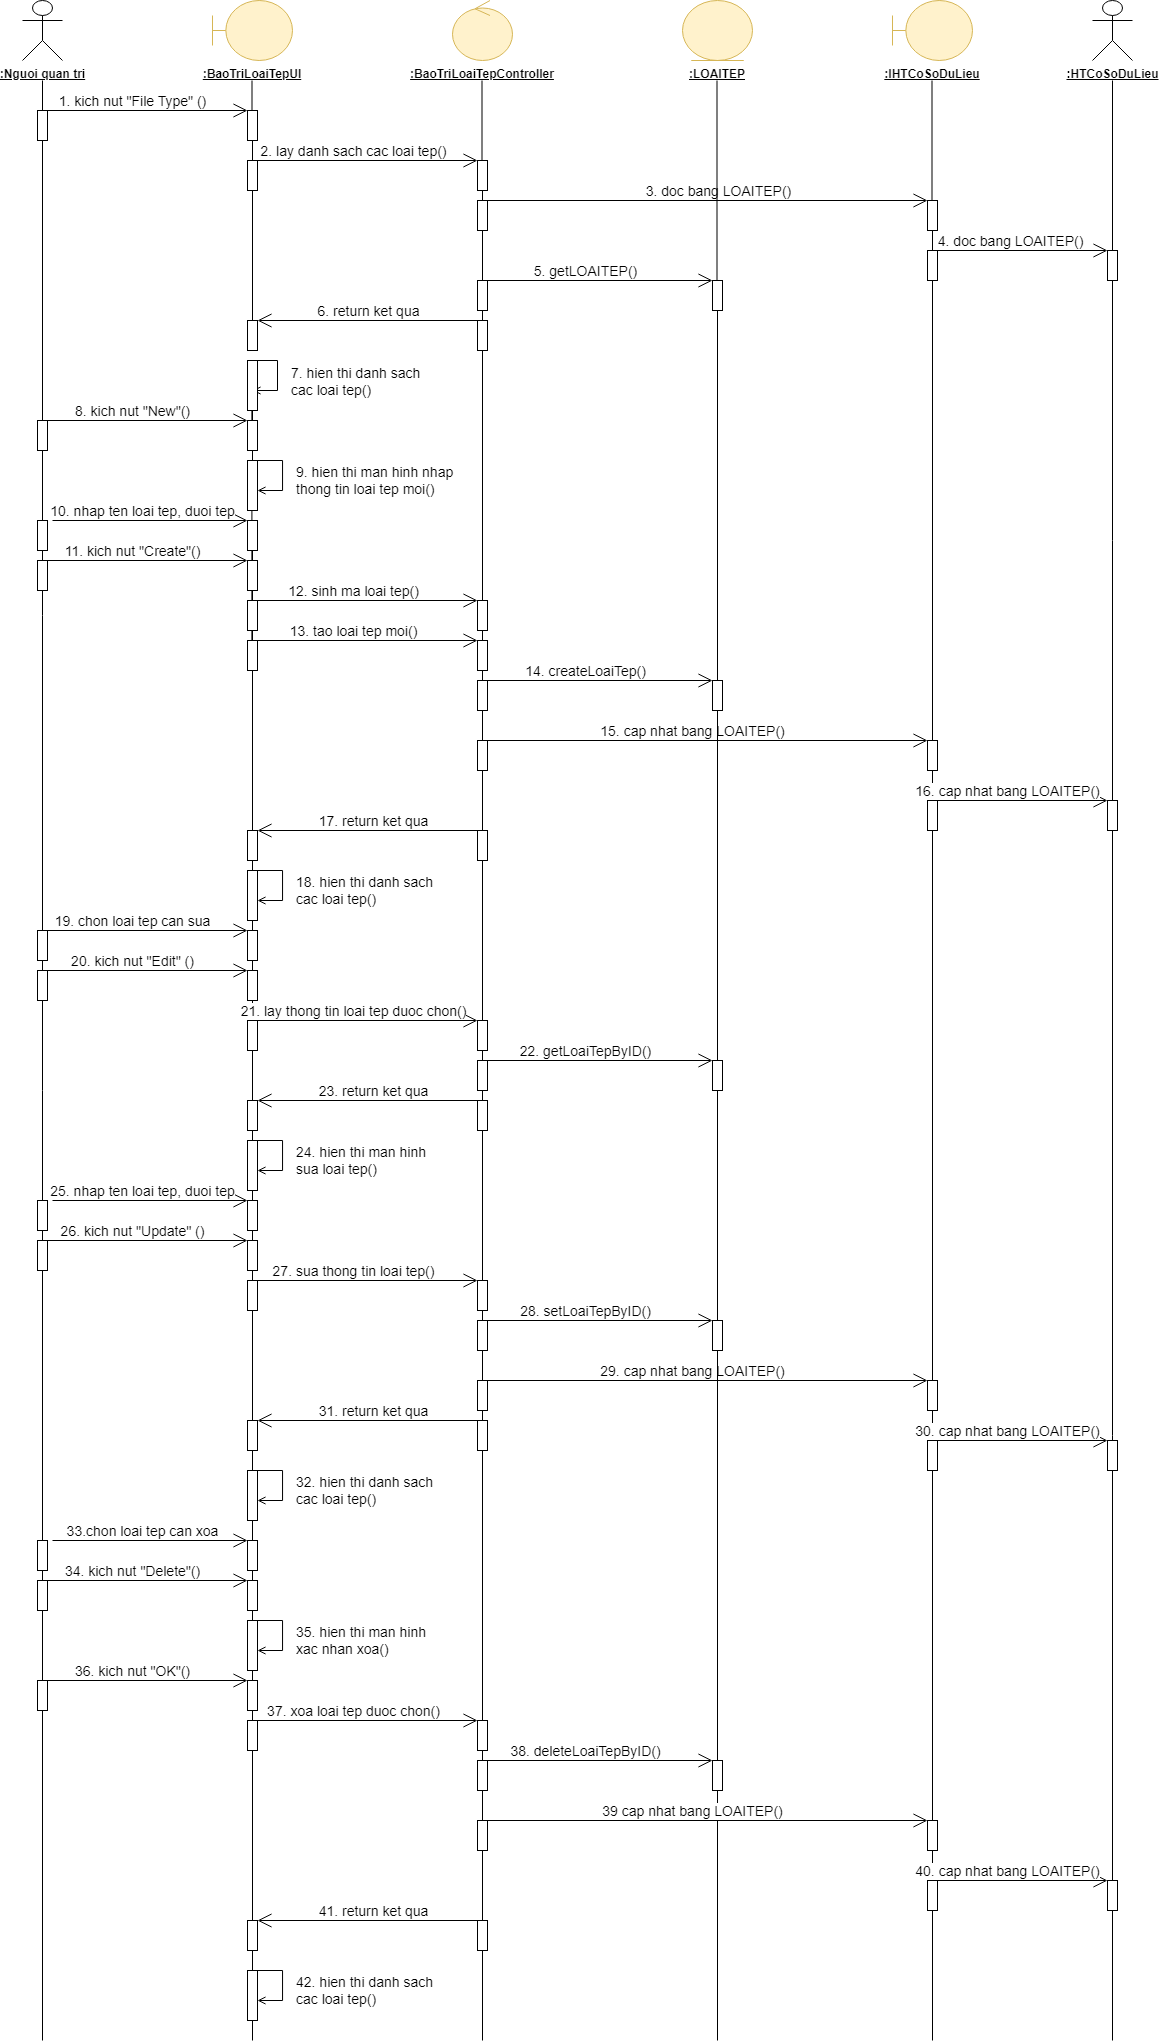 :Nguoi quan tri
:BaoTriLoaiTepUI
:BaoTriLoaiTepController
:LOAITEP
:IHTCoSoDuLieu
:HTCoSoDuLieu
1. kich nut "File Type" ()
2. lay danh sach cac loai tep()
3. doc bang LOAITEP()
4. doc bang LOAITEP()
5. getLOAITEP()
6. return ket qua
7. hien thi danh sach
cac loai tep()
8. kich nut "New"()
9. hien thi man hinh nhap
thong tin loai tep moi()
10. nhap ten loai tep, duoi tep
11. kich nut "Create"()
12. sinh ma loai tep()
13. tao loai tep moi()
14. createLoaiTep()
15. cap nhat bang LOAITEP()
16. cap nhat bang LOAITEP()
17. return ket qua
18. hien thi danh sach
cac loai tep()
19. chon loai tep can sua
20. kich nut "Edit" ()
21. lay thong tin loai tep duoc chon()
22. getLoaiTepByID()
23. return ket qua
24. hien thi man hinh
sua loai tep()
25. nhap ten loai tep, duoi tep
26. kich nut "Update" ()
27. sua thong tin loai tep()
28. setLoaiTepByID()
29. cap nhat bang LOAITEP()
31. return ket qua
30. cap nhat bang LOAITEP()
32. hien thi danh sach
cac loai tep()
33.chon loai tep can xoa
34. kich nut "Delete"()
35. hien thi man hinh
xac nhan xoa()
36. kich nut "OK"()
37. xoa loai tep duoc chon()
38. deleteLoaiTepByID()
39 cap nhat bang LOAITEP()
40. cap nhat bang LOAITEP()
41. return ket qua
42. hien thi danh sach
cac loai tep()